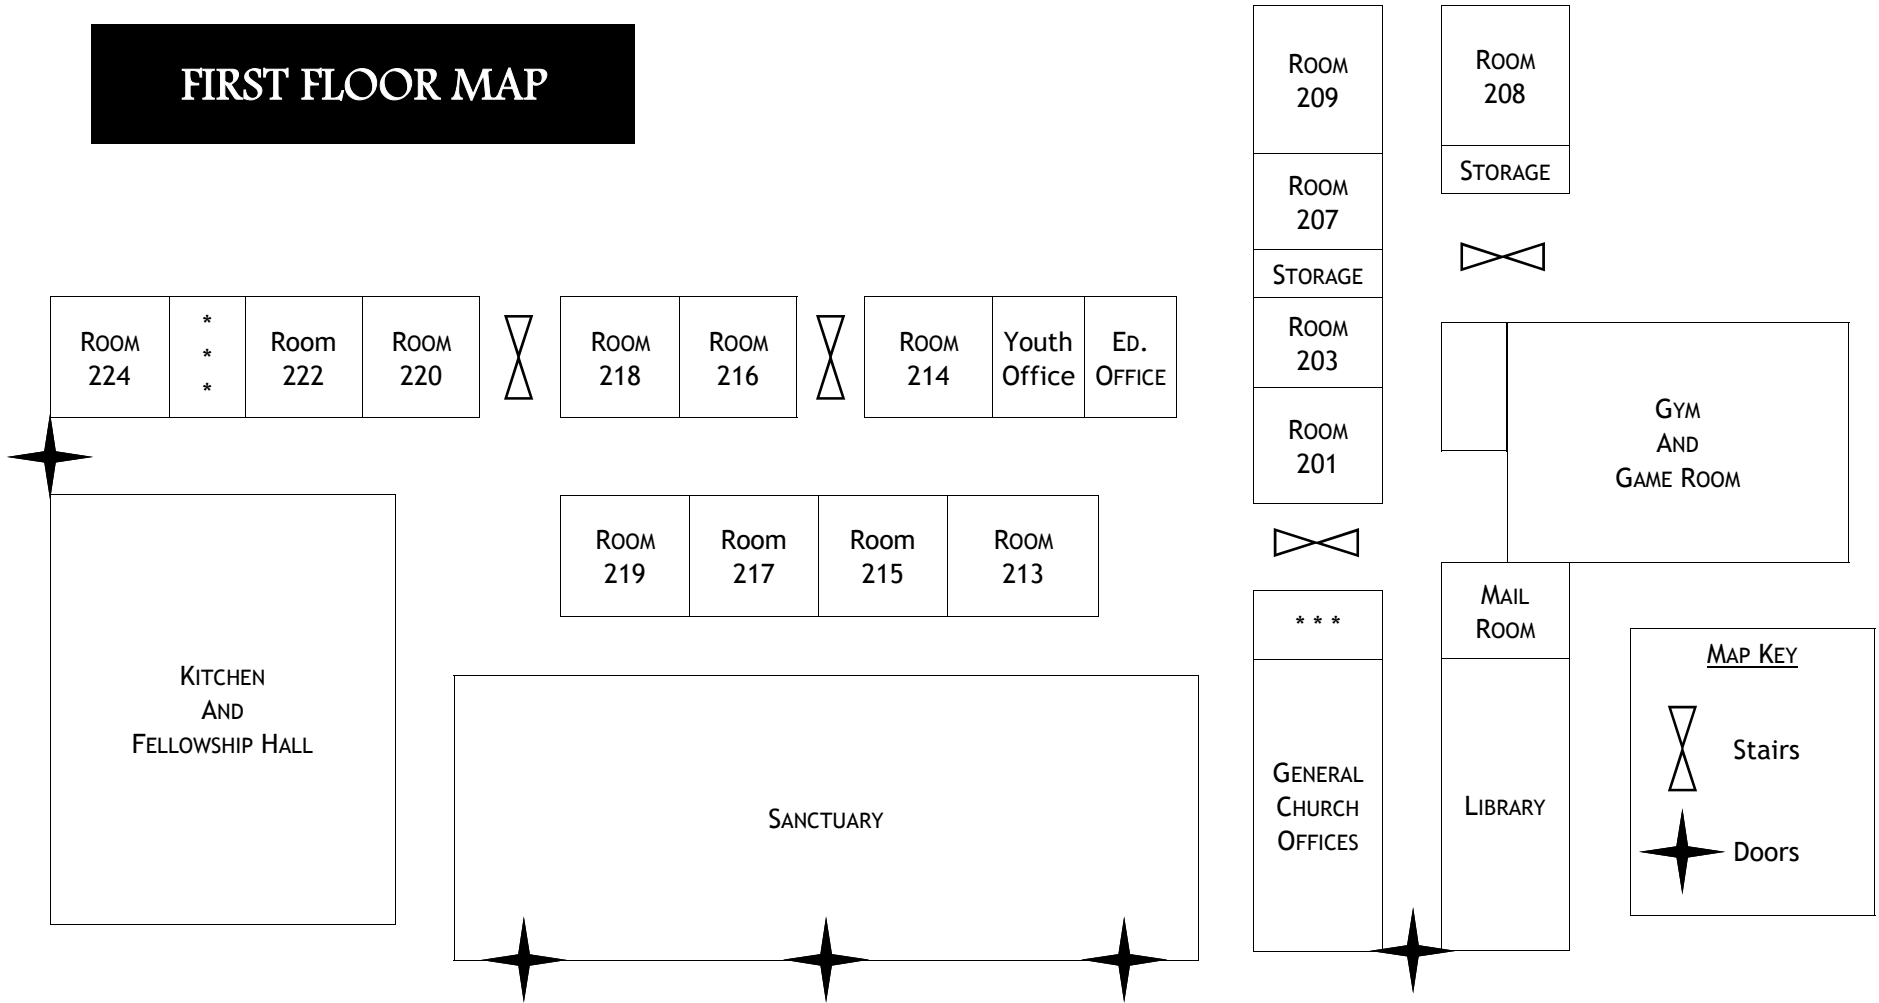 FIRST FLOOR MAP
ROOM
209
ROOM
208
STORAGE
ROOM
207
STORAGE
ROOM
203
ROOM
201
ROOM
224
*
*
*
Room
222
ROOM
220
ROOM
218
ROOM
216
ROOM
214
Youth
Office
ED.
OFFICE
GYM
AND
GAME ROOM
ROOM
219
Room
217
Room
215
ROOM
213
KITCHEN
AND
FELLOWSHIP HALL
SANCTUARY
* * *
GENERAL
CHURCH
OFFICES
MAIL
ROOM
LIBRARY
MAP KEY
Stairs
Doors